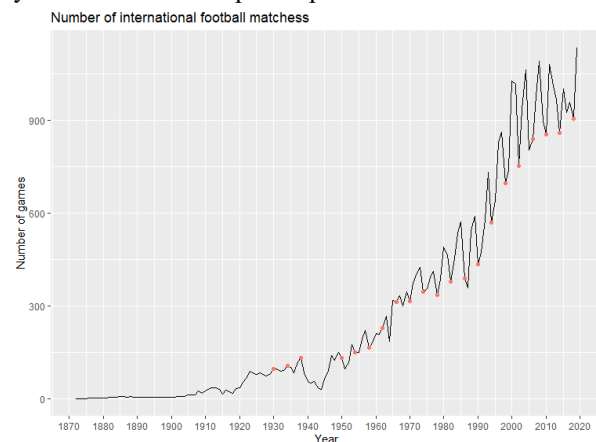 Number of international football matchess
Number of games
900
600
300
0
1870 1880 1890 1900 1910 1920 1930 1940 1950 1960 1970 1980 1990 2000 2010 2020
Year